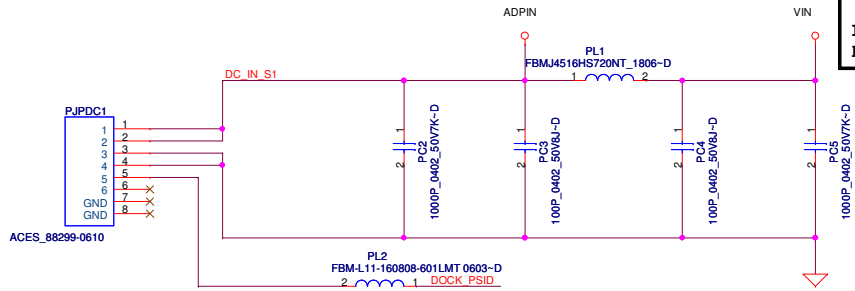 ADPIN
VIN
PL1
FBMJ4516HS720NT_1806~D
DC_IN_S1
1
2
PJPDC1
1 1
2 2
3 3
4 4
5 5
6 6
GND 7
GND 8
ACES_88299-0610
1
2
PC2
1000P_0402_50V7K~D
1
2
PC3
100P_0402_50V8J~D
1
2
PC4
100P_0402_50V8J~D
1
2
PC5
1000P_0402_50V7K~D
PL2
FBM-L11-160808-601LMT 0603~D
2
1
DOCK_PSID